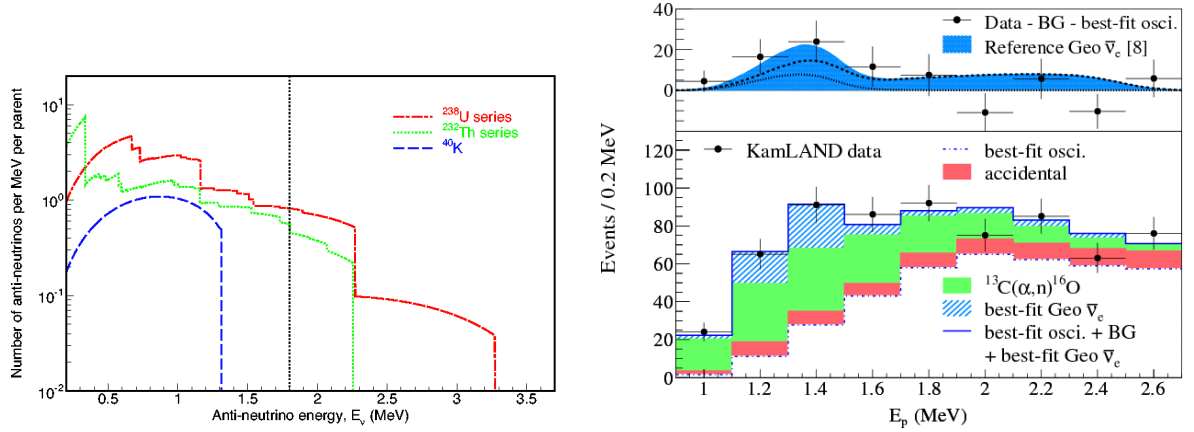 Number of anti-neutrinos per MeV per parent
10¹
10⁰
10⁻¹
10⁻²
²³⁸U series
²³²Th series
⁴⁰K
0.5 1 1.5 2 2.5 3 3.5
Anti-neutrino energy, Eᵥ (MeV)
40
20
0
Data - BG - best-fit osci.
Reference Geo ν̅ₑ [8]
Events / 0.2 MeV
120
100
80
60
40
20
0
KamLAND data
best-fit osci.
accidental
¹³C(α,n)¹⁶O
best-fit Geo ν̅ₑ
best-fit osci. + BG
+ best-fit Geo ν̅ₑ
1 1.2 1.4 1.6 1.8 2 2.2 2.4 2.6
Eₚ (MeV)